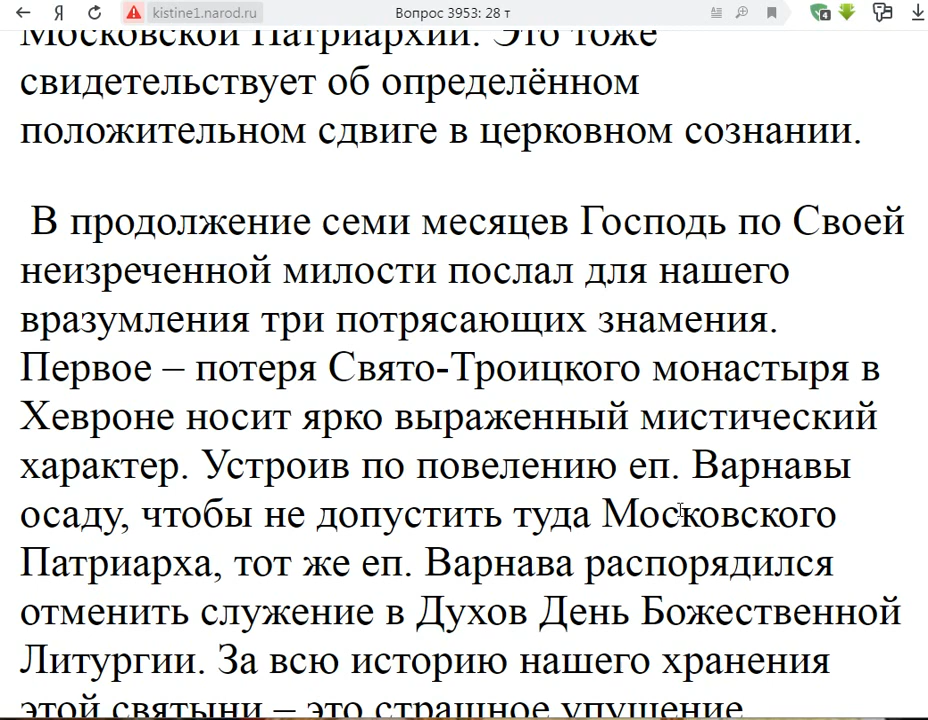 Я kistine1.narod.ru Вопрос 3953: 28 т 4
Московской Патриархии. Это тоже
свидетельствует об определённом
положительном сдвиге в церковном сознании.
В продолжение семи месяцев Господь по Своей
неизреченной милости послал для нашего
вразумления три потрясающих знамения.
Первое – потеря Свято-Троицкого монастыря в
Хевроне носит ярко выраженный мистический
характер. Устроив по повелению еп. Варнавы
осаду, чтобы не допустить туда Московского
Патриарха, тот же еп. Варнава распорядился
отменить служение в Духов День Божественной
Литургии. За всю историю нашего хранения
этой святыни – это страшное упущение